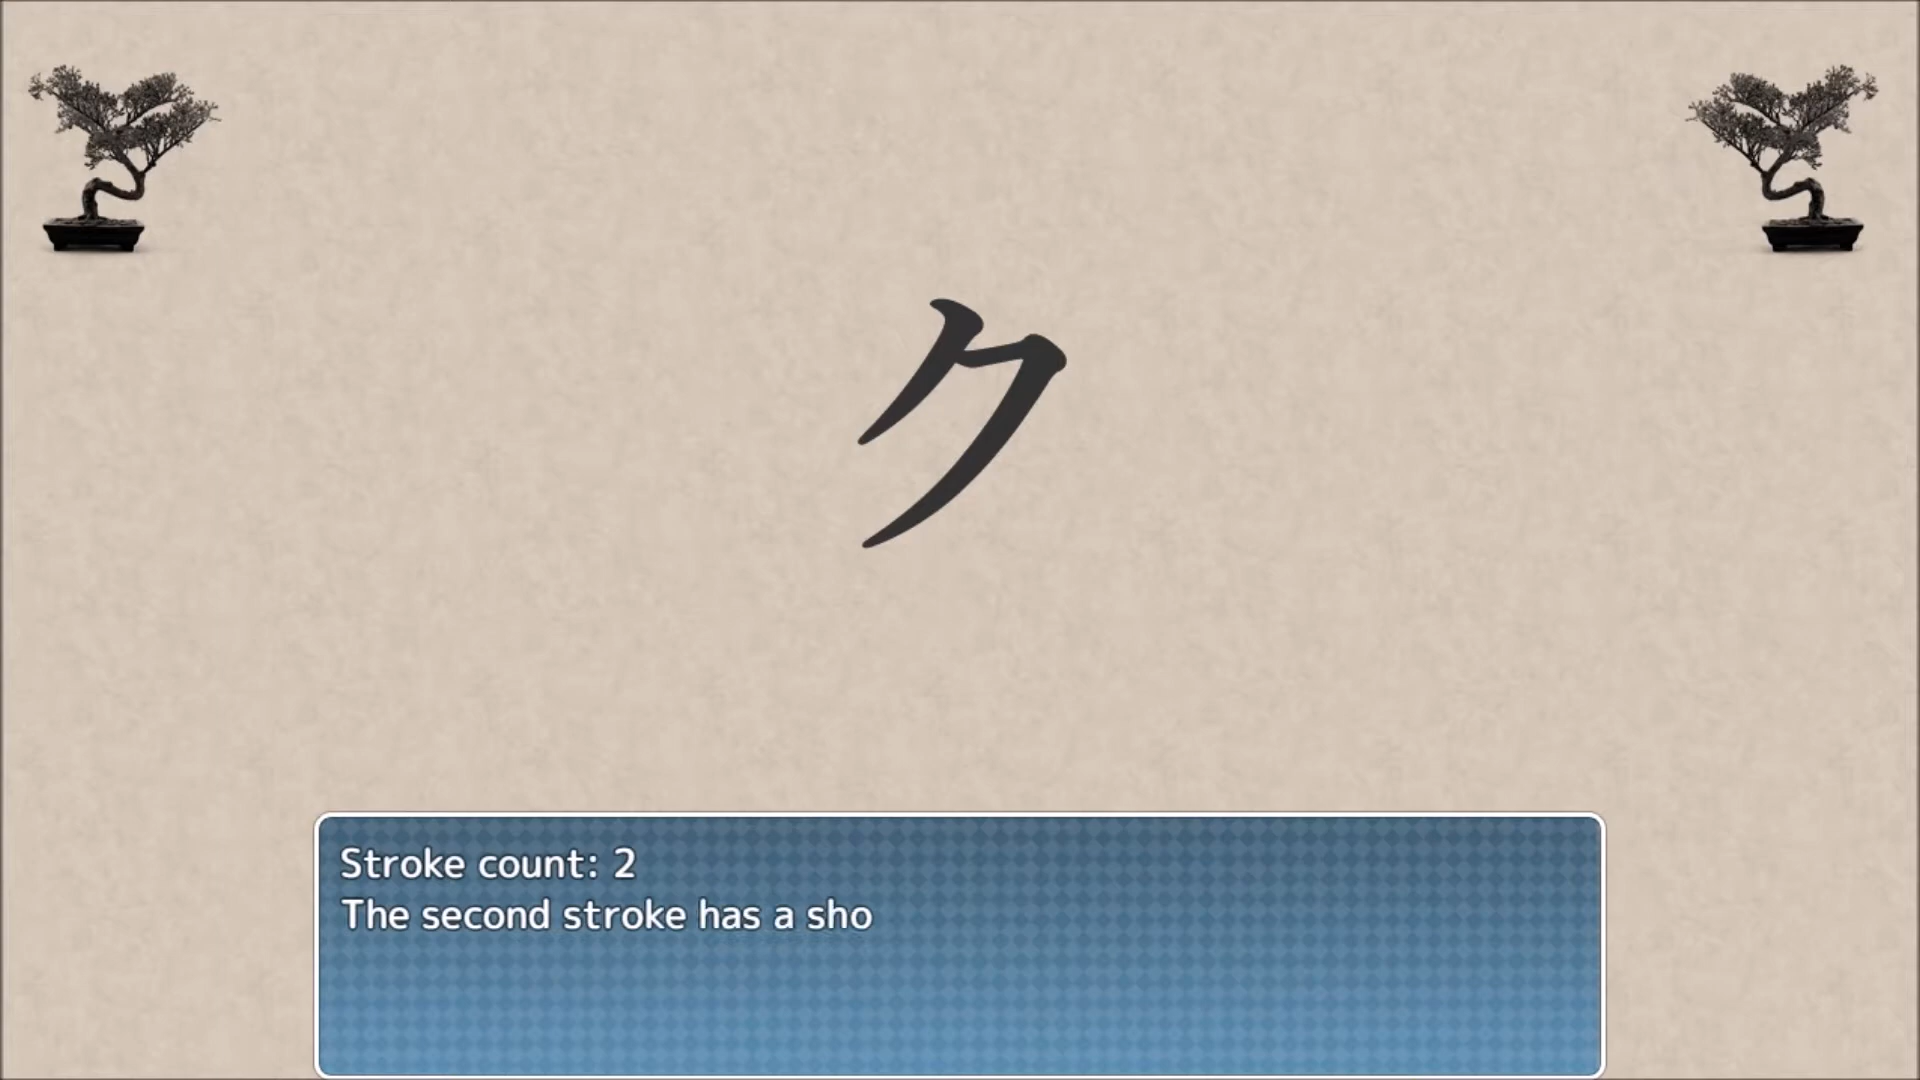 ク
Stroke count: 2
The second stroke has a sho